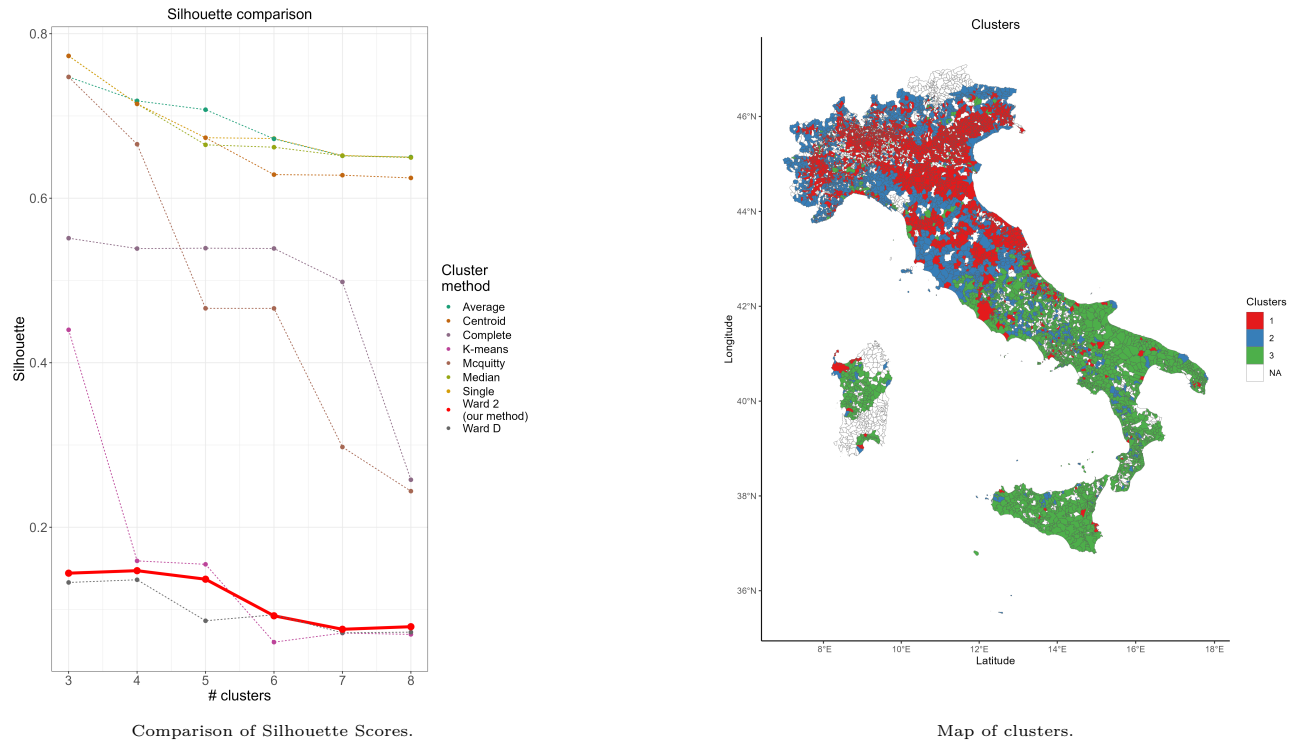 Silhouette comparison
0.8
0.6
0.4
0.2
Silhouette
3 4 5 6 7 8
# clusters
Cluster
method
Average
Centroid
Complete
K-means
Mcquitty
Median
Single
Ward 2
(our method)
Ward D
Comparison of Silhouette Scores.
Clusters
46°N
44°N
42°N
40°N
38°N
36°N
Longitude
8°E 10°E 12°E 14°E 16°E 18°E
Latitude
Clusters
1
2
3
NA
Map of clusters.